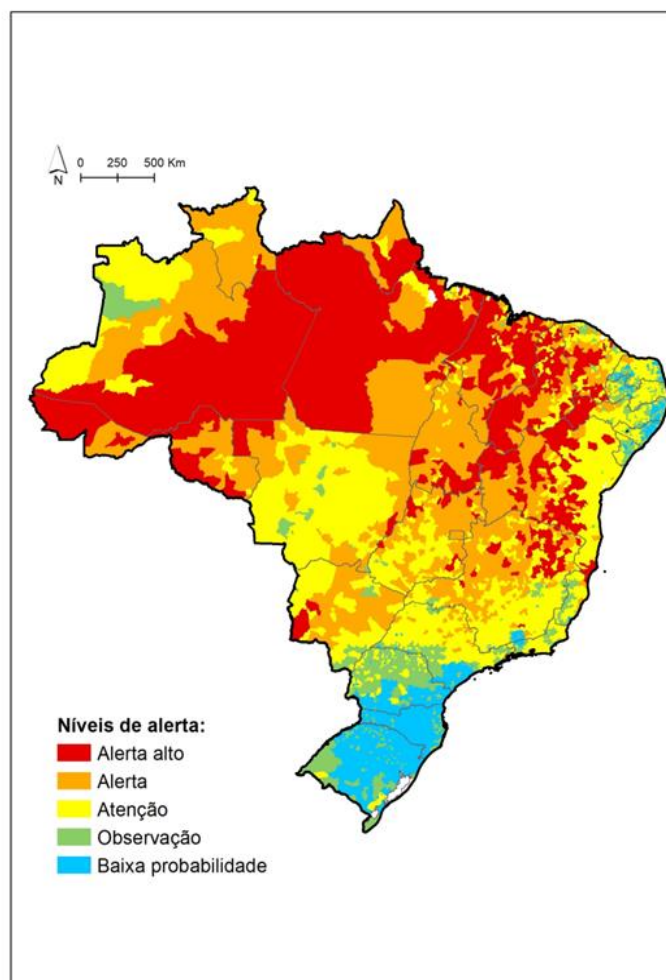 N
0 250 500 Km
Níveis de alerta:
Alerta alto
Alerta
Atenção
Observação
Baixa probabilidade